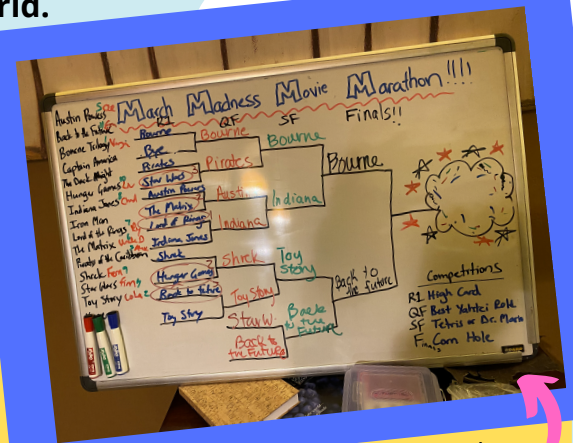 rld.
March Madness Movie Marathon!!!!
R1 QF SF Finals!!
Austin Powers
Back to the Future
Bourne Trilogy
Captain America
The Dark Knight
Hunger Games
Indiana Jones
Iron Man
Lord of the Rings
The Matrix
Pirates of the Caribbean
Shrek Fern
Star Wars Finn
Toy Story
Bourne
Bye
Pirates
Star Wars
Austin Powers
The Matrix
Lord of Rings
Indiana Jones
Shrek
Hunger Games
Back to future
Toy Story
Bourne
Pirates
Austi.
Indiana
Shrek
Toy Story
Star W.
Back to
the Future
Bourne
Indiana
Toy
Story
Back
to the
Future
Bourne
Back to
the future
Competitions
R1 High Card
QF Best Yahtzi Roll
SF Tetris or Dr. Mario
Finals Corn Hole